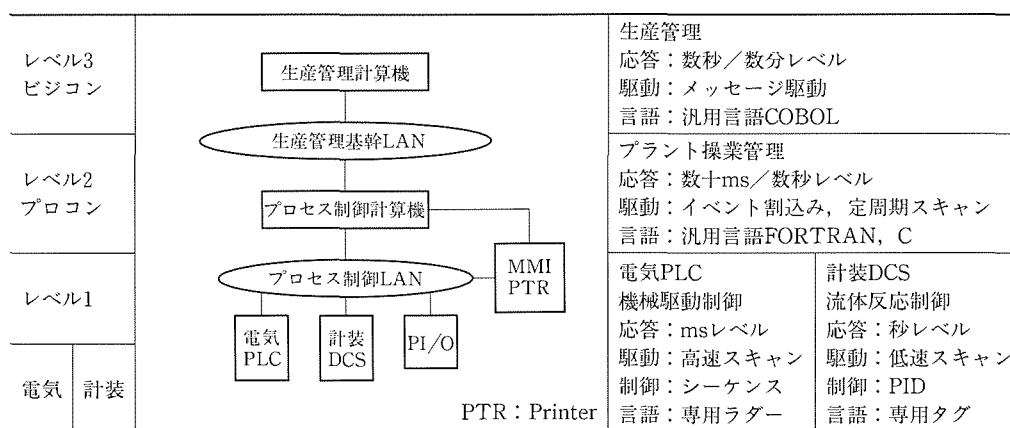 レベル3
ビジコン
生産管理計算機
生産管理基幹LAN
生産管理
応答：数秒／数分レベル
駆動：メッセージ駆動
言語：汎用言語COBOL
レベル2
プロコン
プロセス制御計算機
プラント操業管理
応答：数十ms／数秒レベル
駆動：イベント割込み，定周期スキャン
言語：汎用言語FORTRAN，C
レベル1
電気
計装
プロセス制御LAN
MMI
PTR
電気
PLC
計装
DCS
PI/O
PTR：Printer
電気PLC
機械駆動制御
応答：msレベル
駆動：高速スキャン
制御：シーケンス
言語：専用ラダー
計装DCS
流体反応制御
応答：秒レベル
駆動：低速スキャン
制御：PID
言語：専用タグ